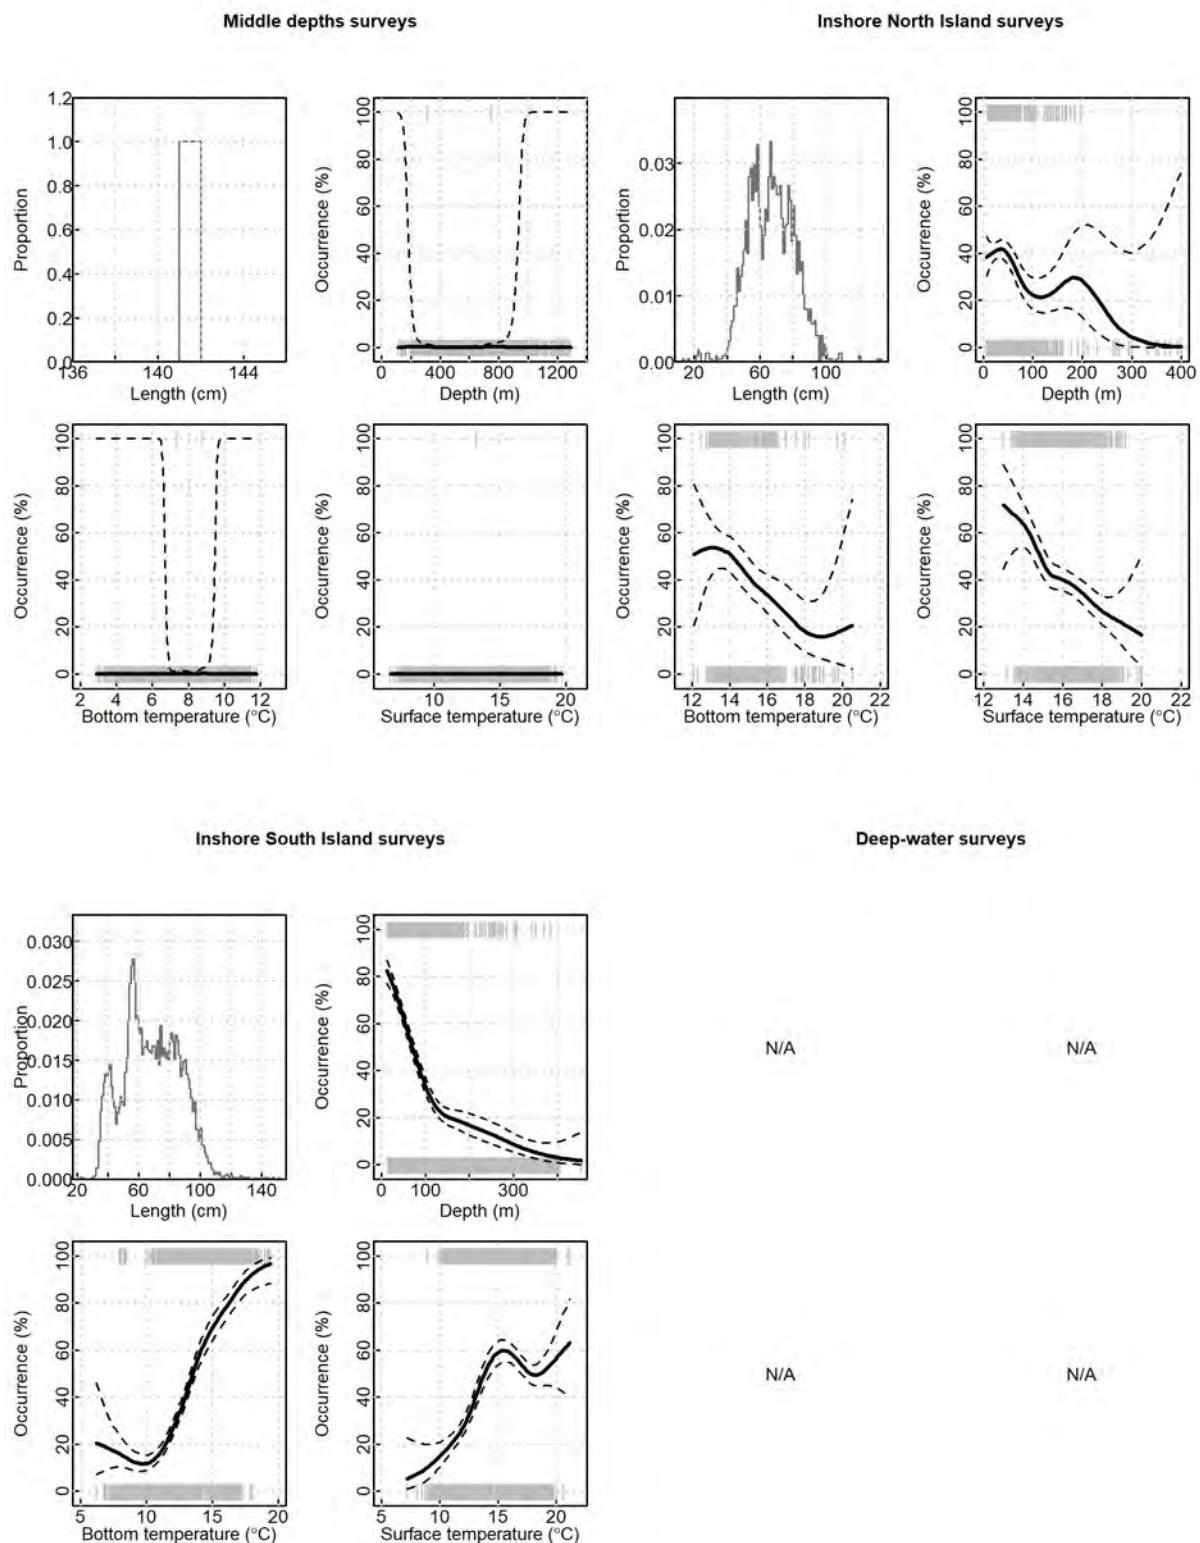 Middle depths surveys
Inshore North Island surveys
1.2
1.0
0.8
0.6
0.4
0.2
0.0
Proportion
136 140 144
Length (cm)
100
80
60
40
20
0
Occurrence (%)
0 400 800 1200
Depth (m)
0.03
0.02
0.01
0.00
Proportion
20 60 100
Length (cm)
100
80
60
40
20
0
Occurrence (%)
0 100 200 300 400
Depth (m)
100
80
60
40
20
0
Occurrence (%)
2 4 6 8 10 12
Bottom temperature (°C)
100
80
60
40
20
0
Occurrence (%)
10 15 20
Surface temperature (°C)
100
80
60
40
20
0
Occurrence (%)
12 14 16 18 20 22
Bottom temperature (°C)
100
80
60
40
20
0
Occurrence (%)
12 14 16 18 20 22
Surface temperature (°C)
Inshore South Island surveys
Deep-water surveys
0.030
0.025
0.020
0.015
0.010
0.005
0.000
Proportion
20 60 100 140
Length (cm)
100
80
60
40
20
0
Occurrence (%)
0 100 300
Depth (m)
N/A
N/A
100
80
60
40
20
0
Occurrence (%)
5 10 15 20
Bottom temperature (°C)
100
80
60
40
20
0
Occurrence (%)
5 10 15 20
Surface temperature (°C)
N/A
N/A